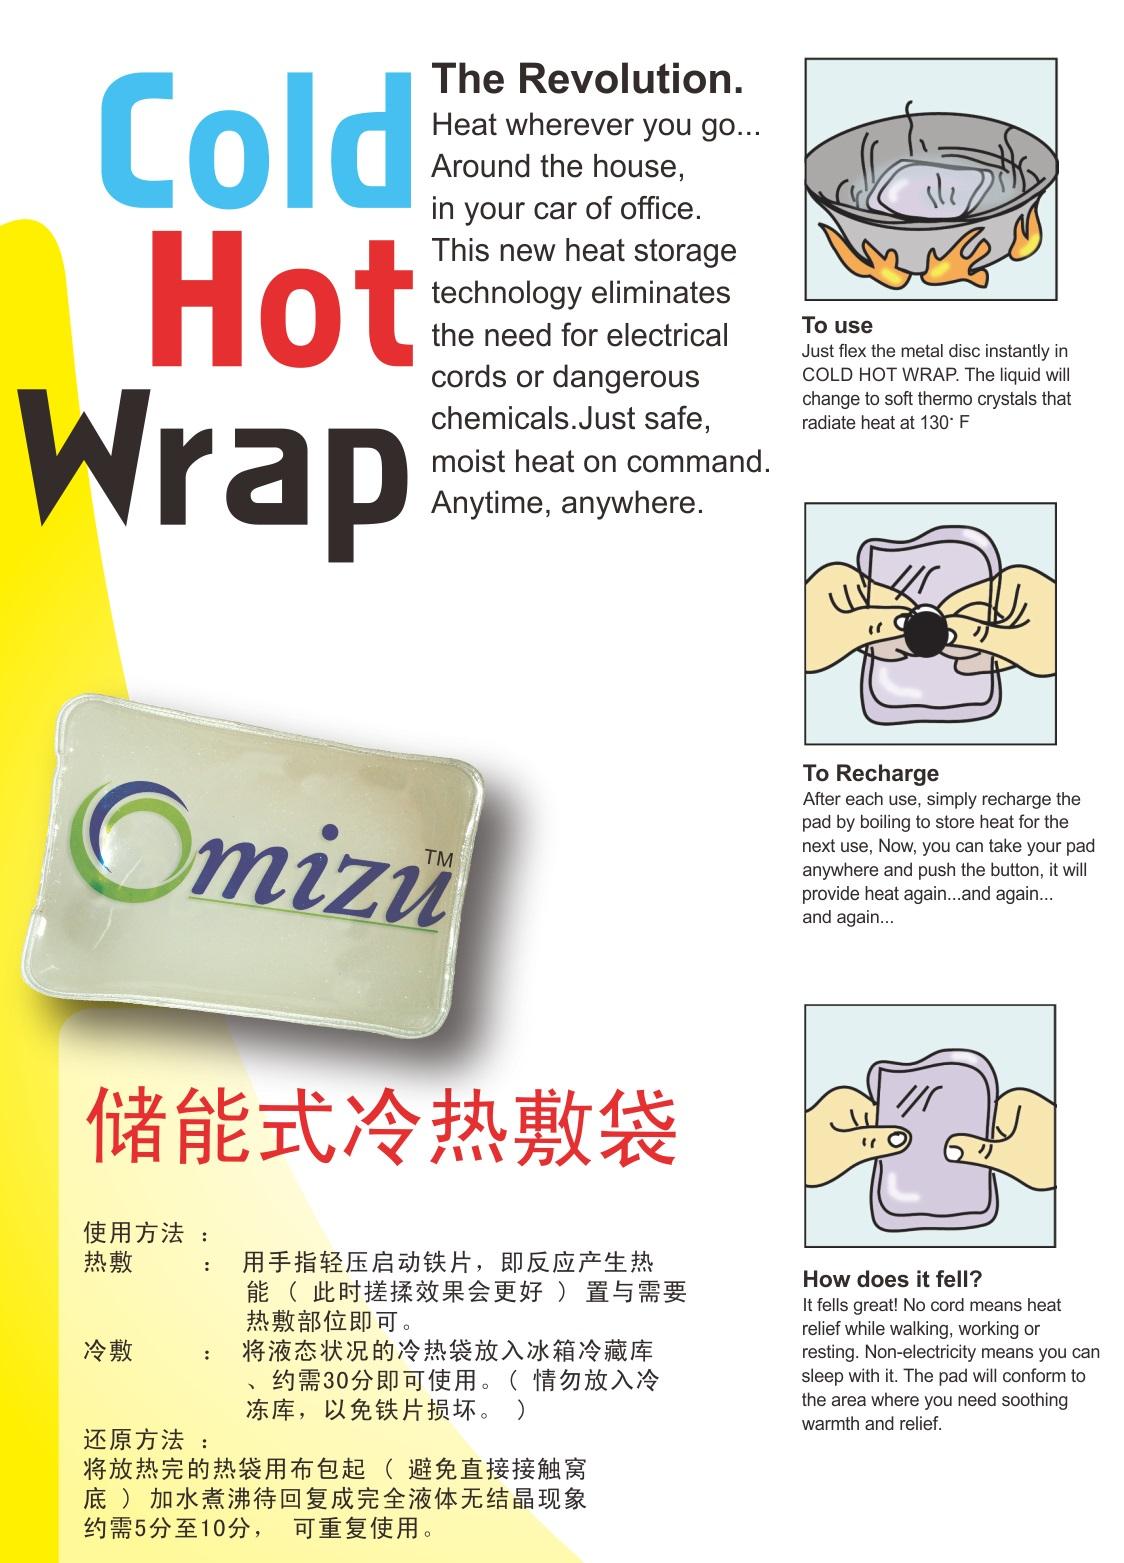 Cold
Hot
Wrap
The Revolution.
Heat wherever you go...
Around the house,
in your car of office.
This new heat storage
technology eliminates
the need for electrical
cords or dangerous
chemicals.Just safe,
moist heat on command.
Anytime, anywhere.
To use
Just flex the metal disc instantly in
COLD HOT WRAP. The liquid will
change to soft thermo crystals that
radiate heat at 130° F
To Recharge
After each use, simply recharge the
pad by boiling to store heat for the
next use, Now, you can take your pad
anywhere and push the button, it will
provide heat again...and again...
and again...
How does it fell?
It fells great! No cord means heat
relief while walking, working or
resting. Non-electricity means you can
sleep with it. The pad will conform to
the area where you need soothing
warmth and relief.
Omizu TM
储能式冷热敷袋
使用方法 :
热敷 : 用手指轻压启动铁片，即反应产生热
能 ( 此时搓揉效果会更好 ) 置与需要
热敷部位即可。
冷敷 : 将液态状况的冷热袋放入冰箱冷藏库
、约需30分即可使用。( 情勿放入冷
冻库，以免铁片损坏。 )
还原方法 :
将放热完的热袋用布包起 ( 避免直接接触窝
底 ) 加水煮沸待回复成完全液体无结晶现象
约需5分至10分， 可重复使用。